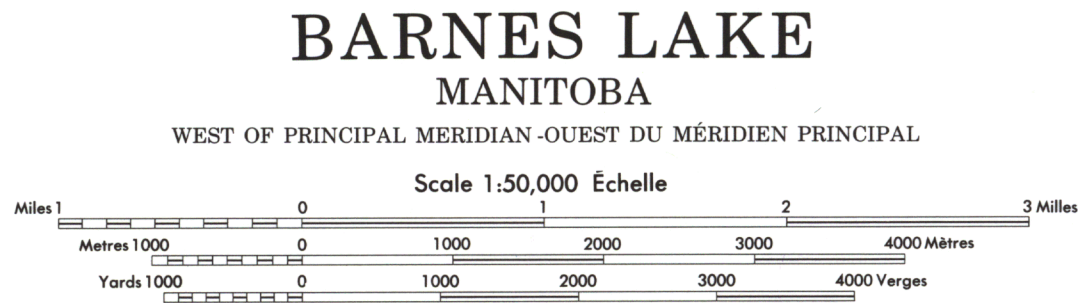 BARNES LAKE
MANITOBA
WEST OF PRINCIPAL MERIDIAN-OUEST DU MÉRIDIEN PRINCIPAL
Scale 1:50,000 Échelle
Miles 1 0 1 2 3 Milles
Metres 1000 0 1000 2000 3000 4000 Mètres
Yards 1000 0 1000 2000 3000 4000 Verges